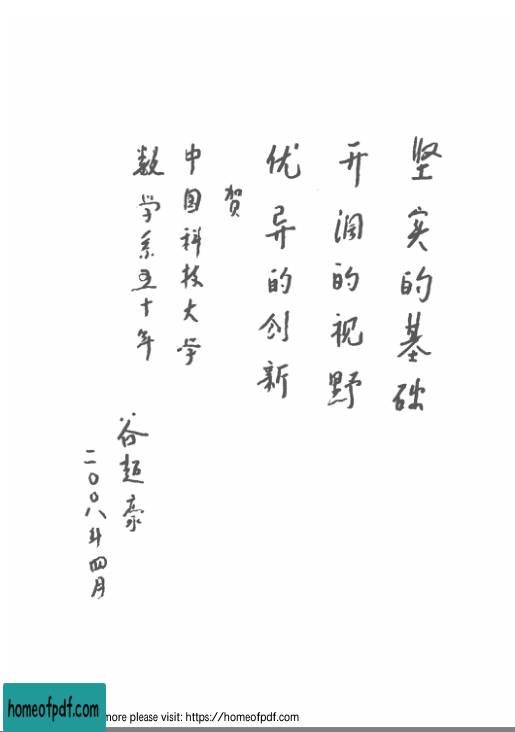 坚实的基础
开阔的视野
优异的创新
贺
中国科技大学
数学系五十年
谷超豪
二〇〇八年四月
homeofpdf.com
more please visit: https://homeofpdf.com